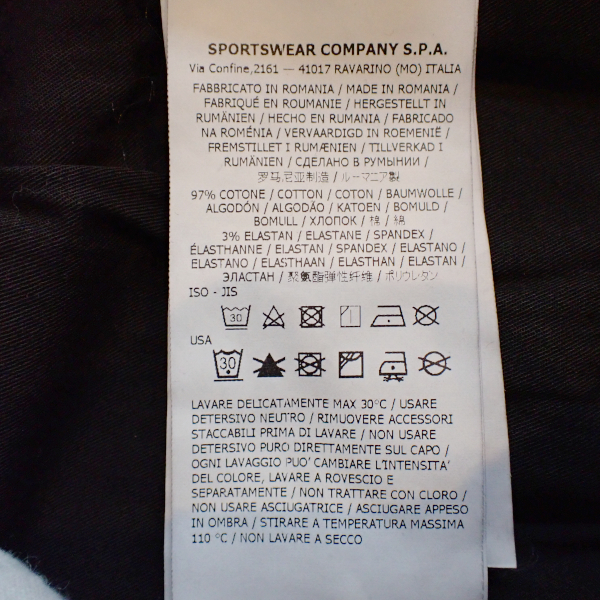 SPORTSWEAR COMPANY S.P.A.
Via Confine,2161 — 41017 RAVARINO (MO) ITALIA
FABBRICATO IN ROMANIA / MADE IN ROMANIA /
FABRIQUÉ EN ROUMANIE / HERGESTELLT IN
RUMÄNIEN / HECHO EN RUMANIA / FABRICADO
NA ROMÉNIA / VERVAARDIGD IN ROEMENIË /
FREMSTILLET I RUMÆNIEN / TILLVERKAD I
RUMÄNIEN / СДЕЛАНО В РУМЫНИИ /
罗马尼亚制造 / ルーマニア製
97% COTONE / COTTON / COTON / BAUMWOLLE /
ALGODÓN / ALGODÃO / KATOEN / BOMULD /
BOMULL / ХЛОПОК / 棉 / 綿
3% ELASTAN / ELASTANE / SPANDEX /
ÉLASTHANNE / ELASTAN / SPANDEX / ELASTANO /
ELASTANO / ELASTHAAN / ELASTHAN / ELASTAN /
ЭЛАСТАН / 聚氨酯弹性纤维 / ポリウレタン
ISO - JIS
30
USA
30
LAVARE DELICATAMENTE MAX 30°C / USARE
DETERSIVO NEUTRO / RIMUOVERE ACCESSORI
STACCABILI PRIMA DI LAVARE / NON USARE
DETERSIVO PURO DIRETTAMENTE SUL CAPO /
OGNI LAVAGGIO PUO' CAMBIARE L'INTENSITA'
DEL COLORE, LAVARE A ROVESCIO E
SEPARATAMENTE / NON TRATTARE CON CLORO /
NON USARE ASCIUGATRICE / ASCIUGARE APPESO
IN OMBRA / STIRARE A TEMPERATURA MASSIMA
110 °C / NON LAVARE A SECCO